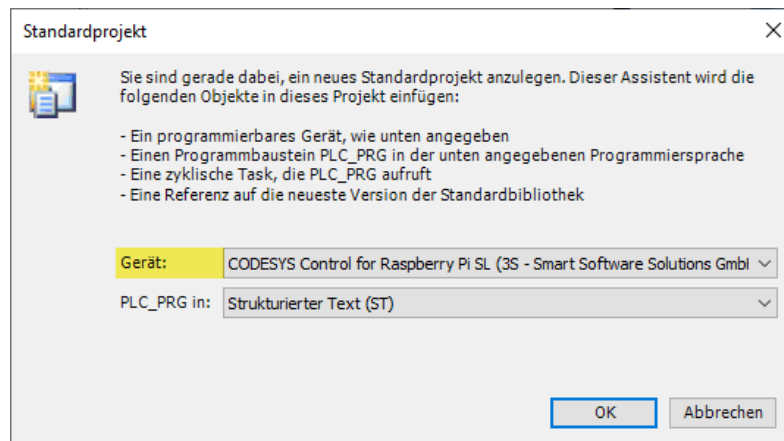 Standardprojekt
Sie sind gerade dabei, ein neues Standardprojekt anzulegen. Dieser Assistent wird die
folgenden Objekte in dieses Projekt einfügen:
- Ein programmierbares Gerät, wie unten angegeben
- Einen Programmbaustein PLC_PRG in der unten angegebenen Programmiersprache
- Eine zyklische Task, die PLC_PRG aufruft
- Eine Referenz auf die neueste Version der Standardbibliothek
Gerät: CODESYS Control for Raspberry Pi SL (3S - Smart Software Solutions Gmbl
PLC_PRG in: Strukturierter Text (ST)
OK Abbrechen